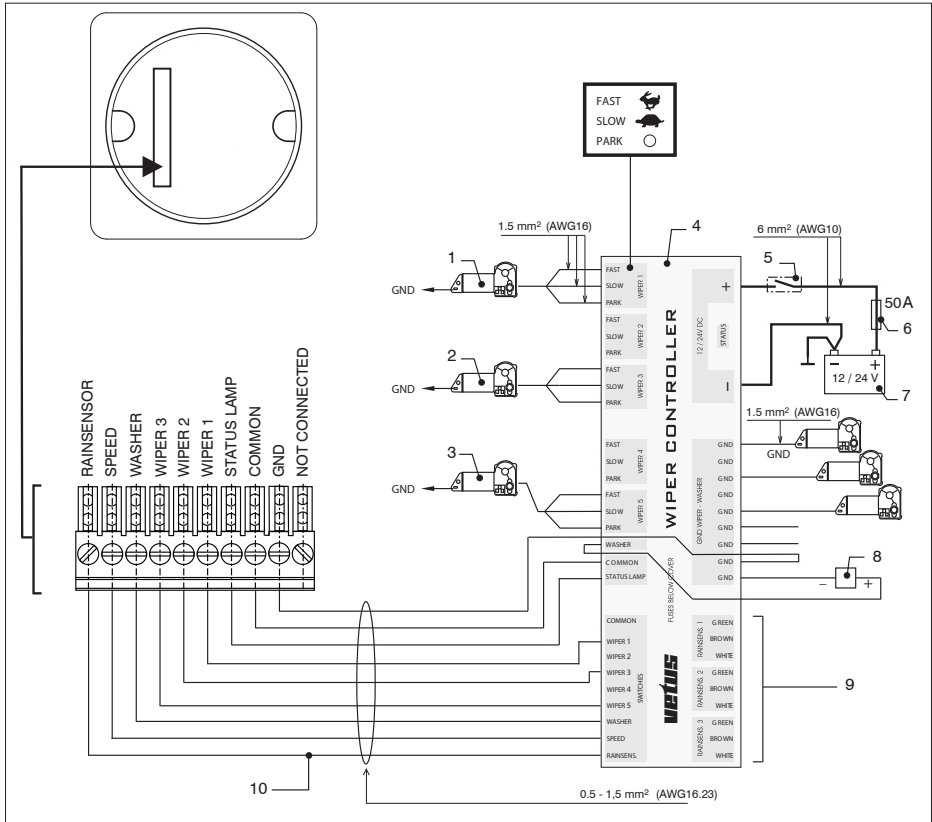 FAST
SLOW
PARK
1.5 mm² (AWG16)
4
6 mm² (AWG10)
1
5
GND
FAST
SLOW
PARK
WIPER 1
+
12 / 24V DC
STATUS
–
50A
6
FAST
SLOW
PARK
WIPER 2
2
GND
FAST
SLOW
PARK
WIPER 3
– +
12 / 24 V
7
WIPER CONTROLLER
1.5 mm² (AWG16)
GND
3
GND
FAST
SLOW
PARK
WIPER 4
FAST
SLOW
PARK
WIPER 5
WASHER
COMMON
STATUS LAMP
GND WIPER - WASHER
GND
GND
GND
GND
GND
GND
GND
GND
GND
8
– +
FUSES BELOW COVER
RAINSENSOR
SPEED
WASHER
WIPER 3
WIPER 2
WIPER 1
STATUS LAMP
COMMON
GND
NOT CONNECTED
COMMON
WIPER 1
WIPER 2
WIPER 3
WIPER 4
WIPER 5
WASHER
SPEED
RAINSENS.
SWITCHES
vetus
RAINSENS. 1
GREEN
BROWN
WHITE
RAINSENS. 2
GREEN
BROWN
WHITE
RAINSENS. 3
GREEN
BROWN
WHITE
9
10
0.5 - 1,5 mm² (AWG16.23)